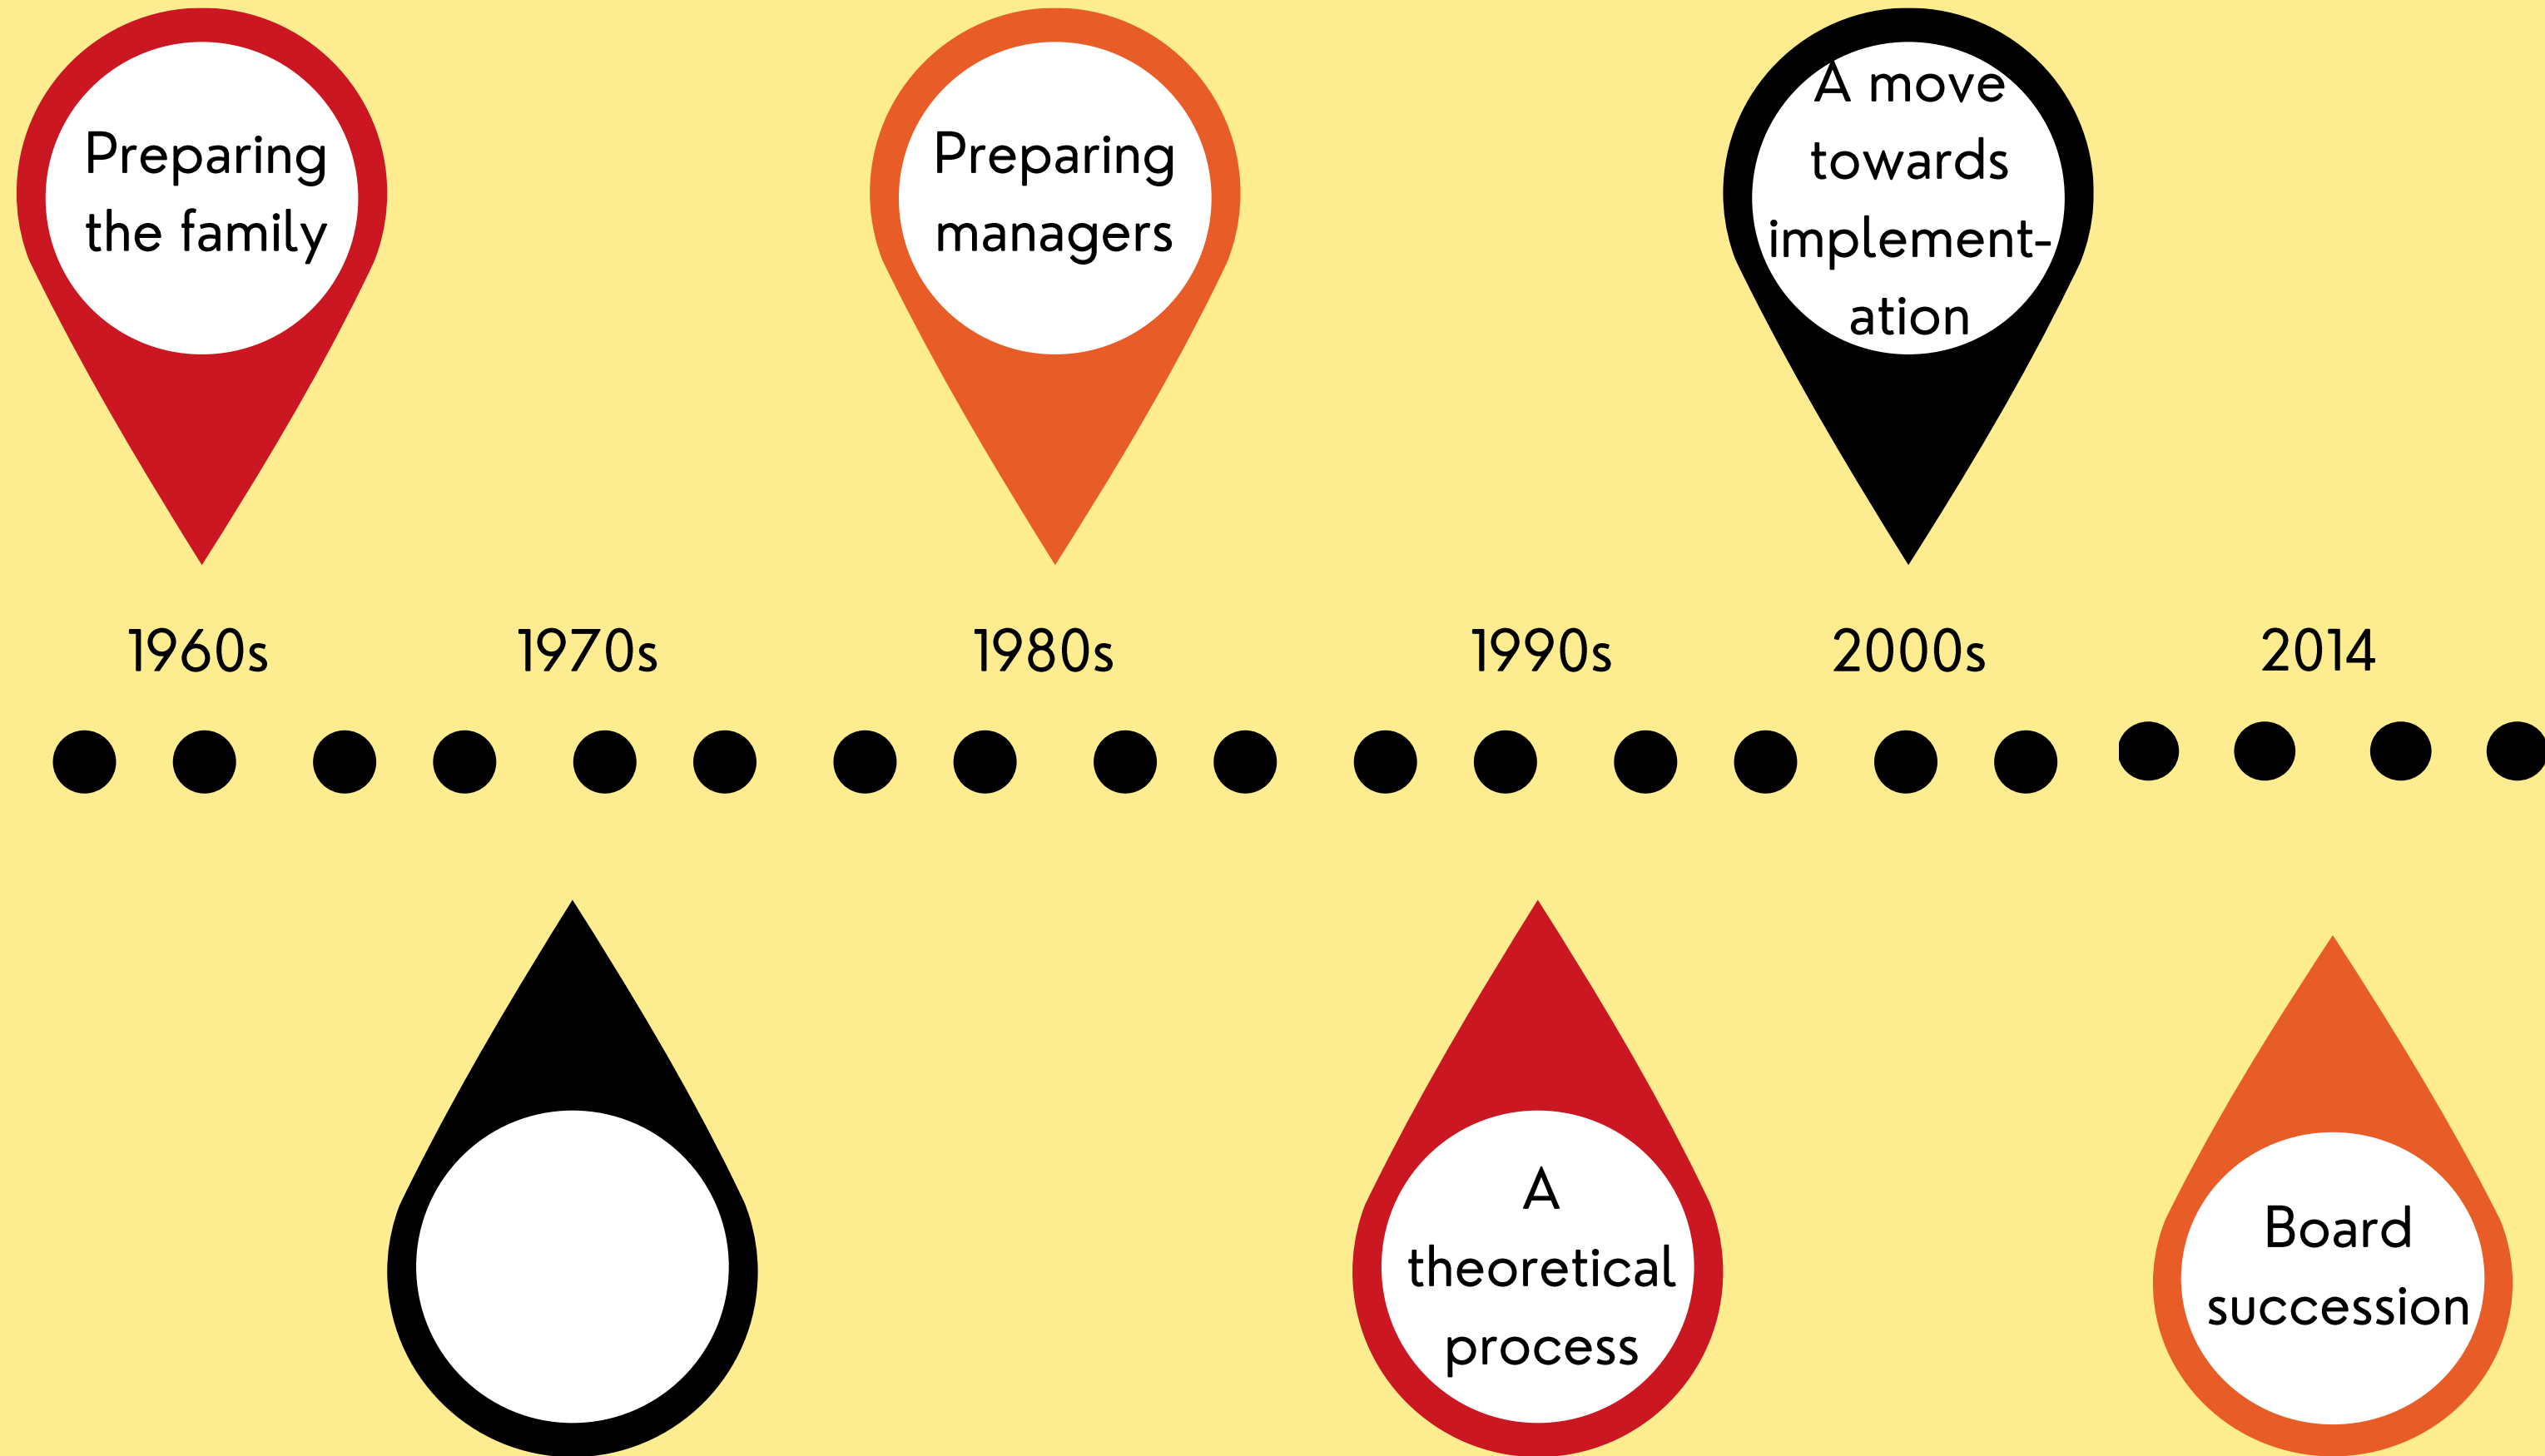 Preparing
the family
Preparing
managers
A move
towards
implement-
ation
1960s
1970s
1980s
1990s
2000s
2014
A
theoretical
process
Board
succession